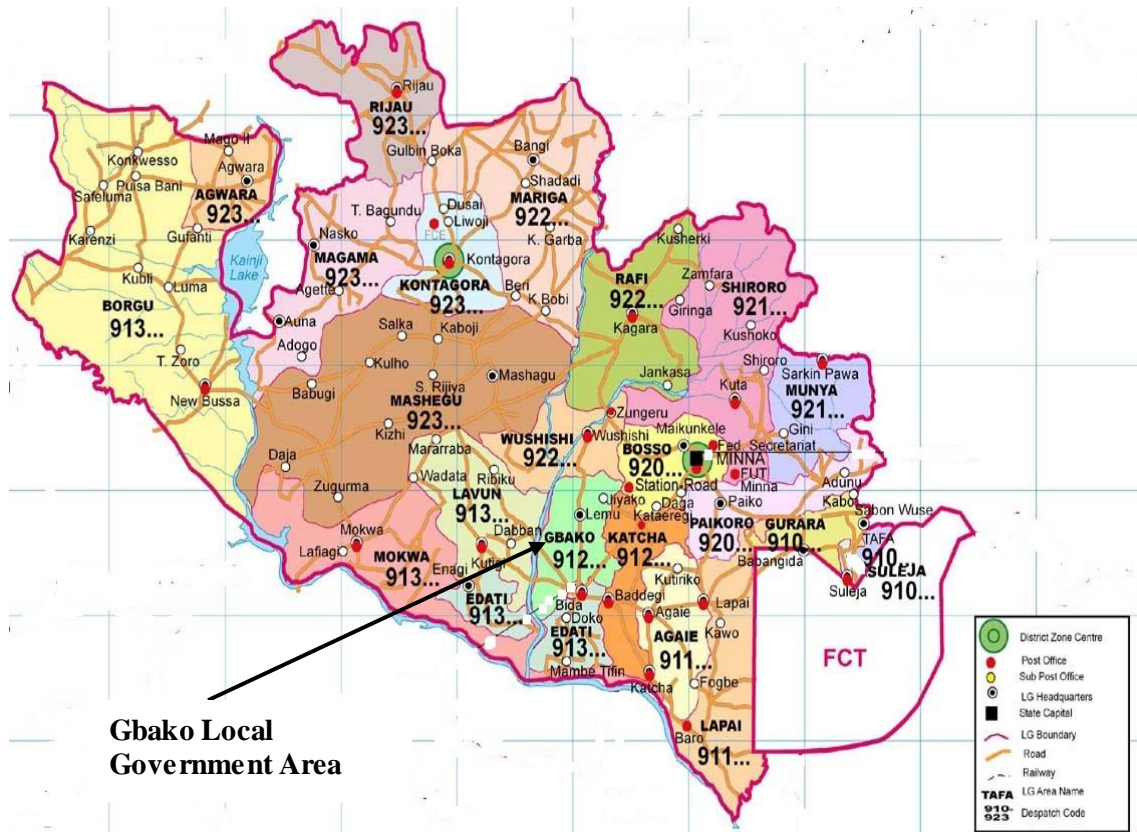 Rijau
RIJAU
923...
Mago II
Konkwesso
Agwara
Puisa Bani
Safeluma
AGWARA
923...
Karenzi
Gufanti
Kainji
Lake
Kubli
Luma
BORGU
913...
T. Zoro
New Bussa
Gulbin Boka
Bangi
Shadadi
MARIGA
922...
K. Garba
Dusai
Liwoji
T. Bagundu
FCE
Nasko
MAGAMA
923...
Kontagora
KONTAGORA
923...
Agette
Beri
K Bobi
Auna
Adogo
Salka
Kaboji
Kulho
S. Rijiva
Mashagu
Babugi
MASHEGU
923...
Kizhi
Mararraba
Daja
Zugurma
Kusherki
RAFI
922...
Kagara
Zamfara
SHIRORO
921...
Giringa
Kushoko
Shiroro
Sarkin Pawa
MUNYA
921...
Gini
Jankasa
Kuta
Zungeru
Wushishi
WUSHISHI
922...
Maikunkele
Fed. Secretariat
BOSSO
920...
MINNA
FUT
Minna
Station Road
Daga
Paiko
Adunu
Kabo
Sabon Wuse
Wadata
Ribiku
LAVUN
913...
Dabban
Kutigi
Jiyako
Lemu
Kataeregi
GBAKO
912...
KATCHA
912...
PAIKORO
920...
GURARA
910...
TAFA
910...
Babangida
SULEJA
910...
Suleja
Mokwa
Lafiagi
MOKWA
913...
Enagi
EDATI
913...
Bida
Doko
EDATI
913...
Mambe Tifin
Baddegi
Kutiriko
Agaie
Lapai
Kawo
AGAIE
911...
Fogbe
Katcha
LAPAI
Baro
911...
FCT
Gbako Local
Government Area
District Zone Centre
Post Office
Sub Post Office
LG Headquarters
State Capital
LG Boundary
Road
Railway
TAFA LG Area Name
910-
923 Despatch Code